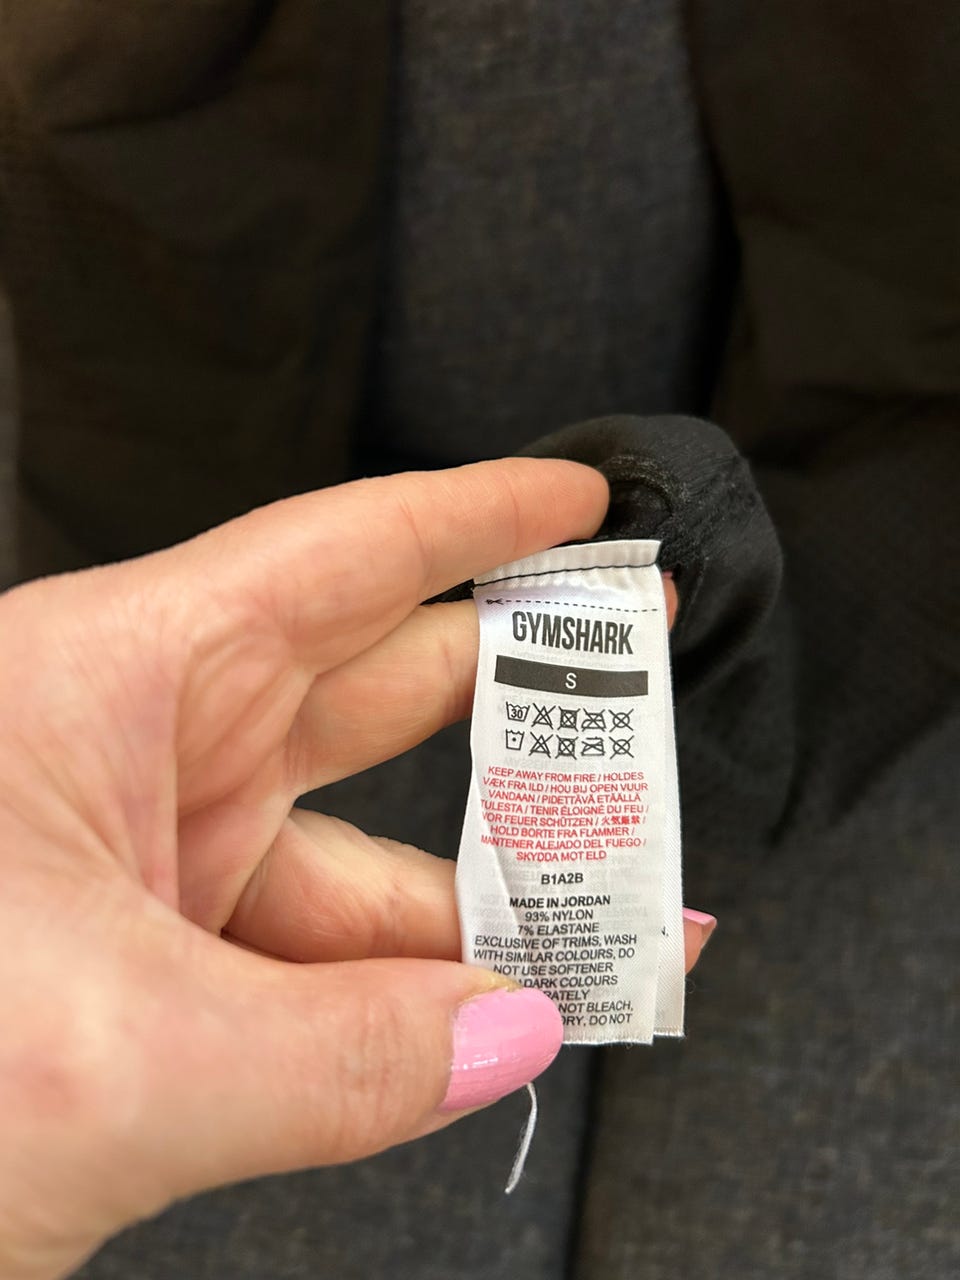 GYMSHARK
S
30
KEEP AWAY FROM FIRE / HOLDES
VÆK FRA ILD / HOU BIJ OPEN VUUR
VANDAAN / PIDETTÄVÄ ETÄÄLLÄ
TULESTA / TENIR ÉLOIGNÉ DU FEU /
VOR FEUER SCHÜTZEN / 火気厳禁 /
HOLD BORTE FRA FLAMMER /
MANTENER ALEJADO DEL FUEGO /
SKYDDA MOT ELD
B1A2B
MADE IN JORDAN
93% NYLON
7% ELASTANE
EXCLUSIVE OF TRIMS, WASH
WITH SIMILAR COLOURS, DO
NOT USE SOFTENER
DARK COLOURS
NOT BLEACH,
DO NOT